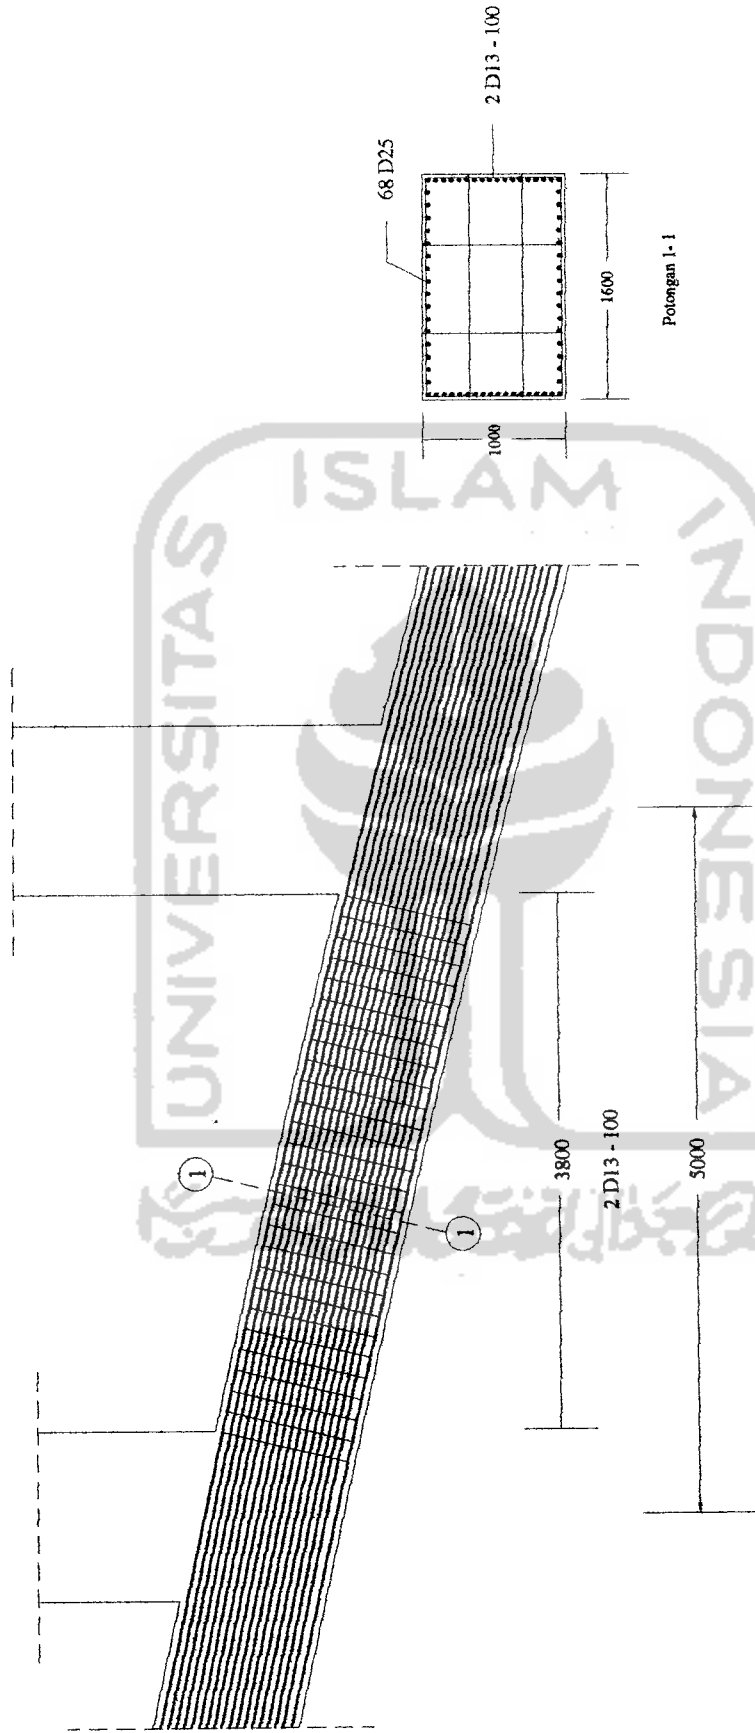 2 D13 - 100
68 D25
1000
1600
Potongan 1- 1
1
1
3800
2 D13 - 100
5000
UNIVERSITAS
ISLAM
INDONESIA